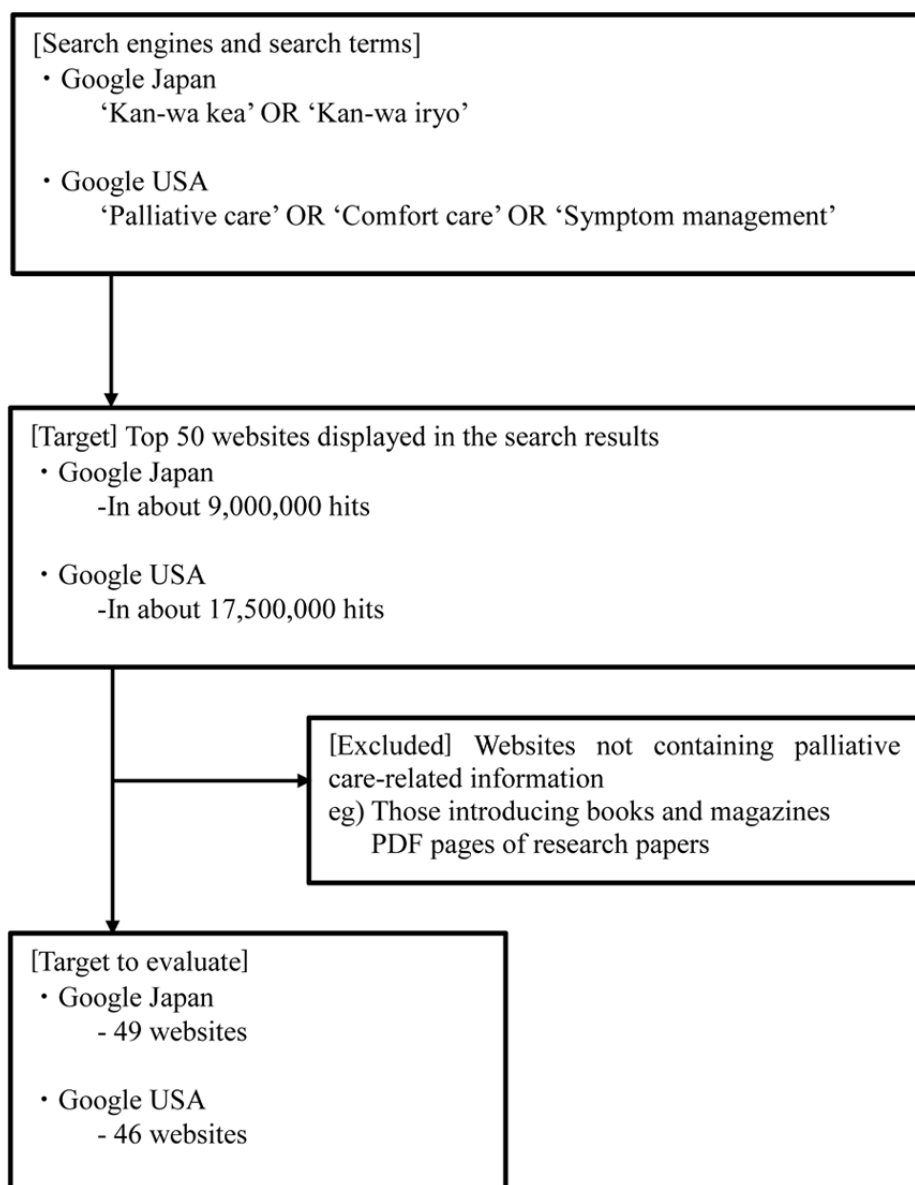 [Search engines and search terms]
・Google Japan
‘Kan-wa kea’ OR ‘Kan-wa iryo’
・Google USA
‘Palliative care’ OR ‘Comfort care’ OR ‘Symptom management’
[Target] Top 50 websites displayed in the search results
・Google Japan
-In about 9,000,000 hits
・Google USA
-In about 17,500,000 hits
[Excluded] Websites not containing palliative
care-related information
eg) Those introducing books and magazines
PDF pages of research papers
[Target to evaluate]
・Google Japan
- 49 websites
・Google USA
- 46 websites